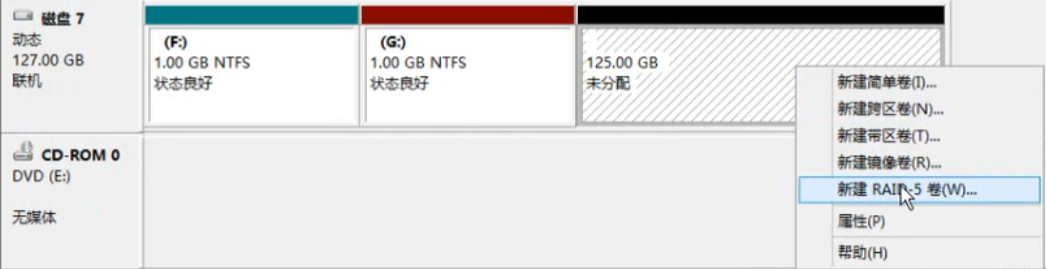 磁盘 7
动态
127.00 GB
联机
(F:)
1.00 GB NTFS
状态良好
(G:)
1.00 GB NTFS
状态良好
125.00 GB
未分配
新建简单卷(I)...
新建跨区卷(N)...
新建带区卷(T)...
新建镜像卷(R)...
新建 RAID-5 卷(W)...
属性(P)
帮助(H)
CD-ROM 0
DVD (E:)
无媒体